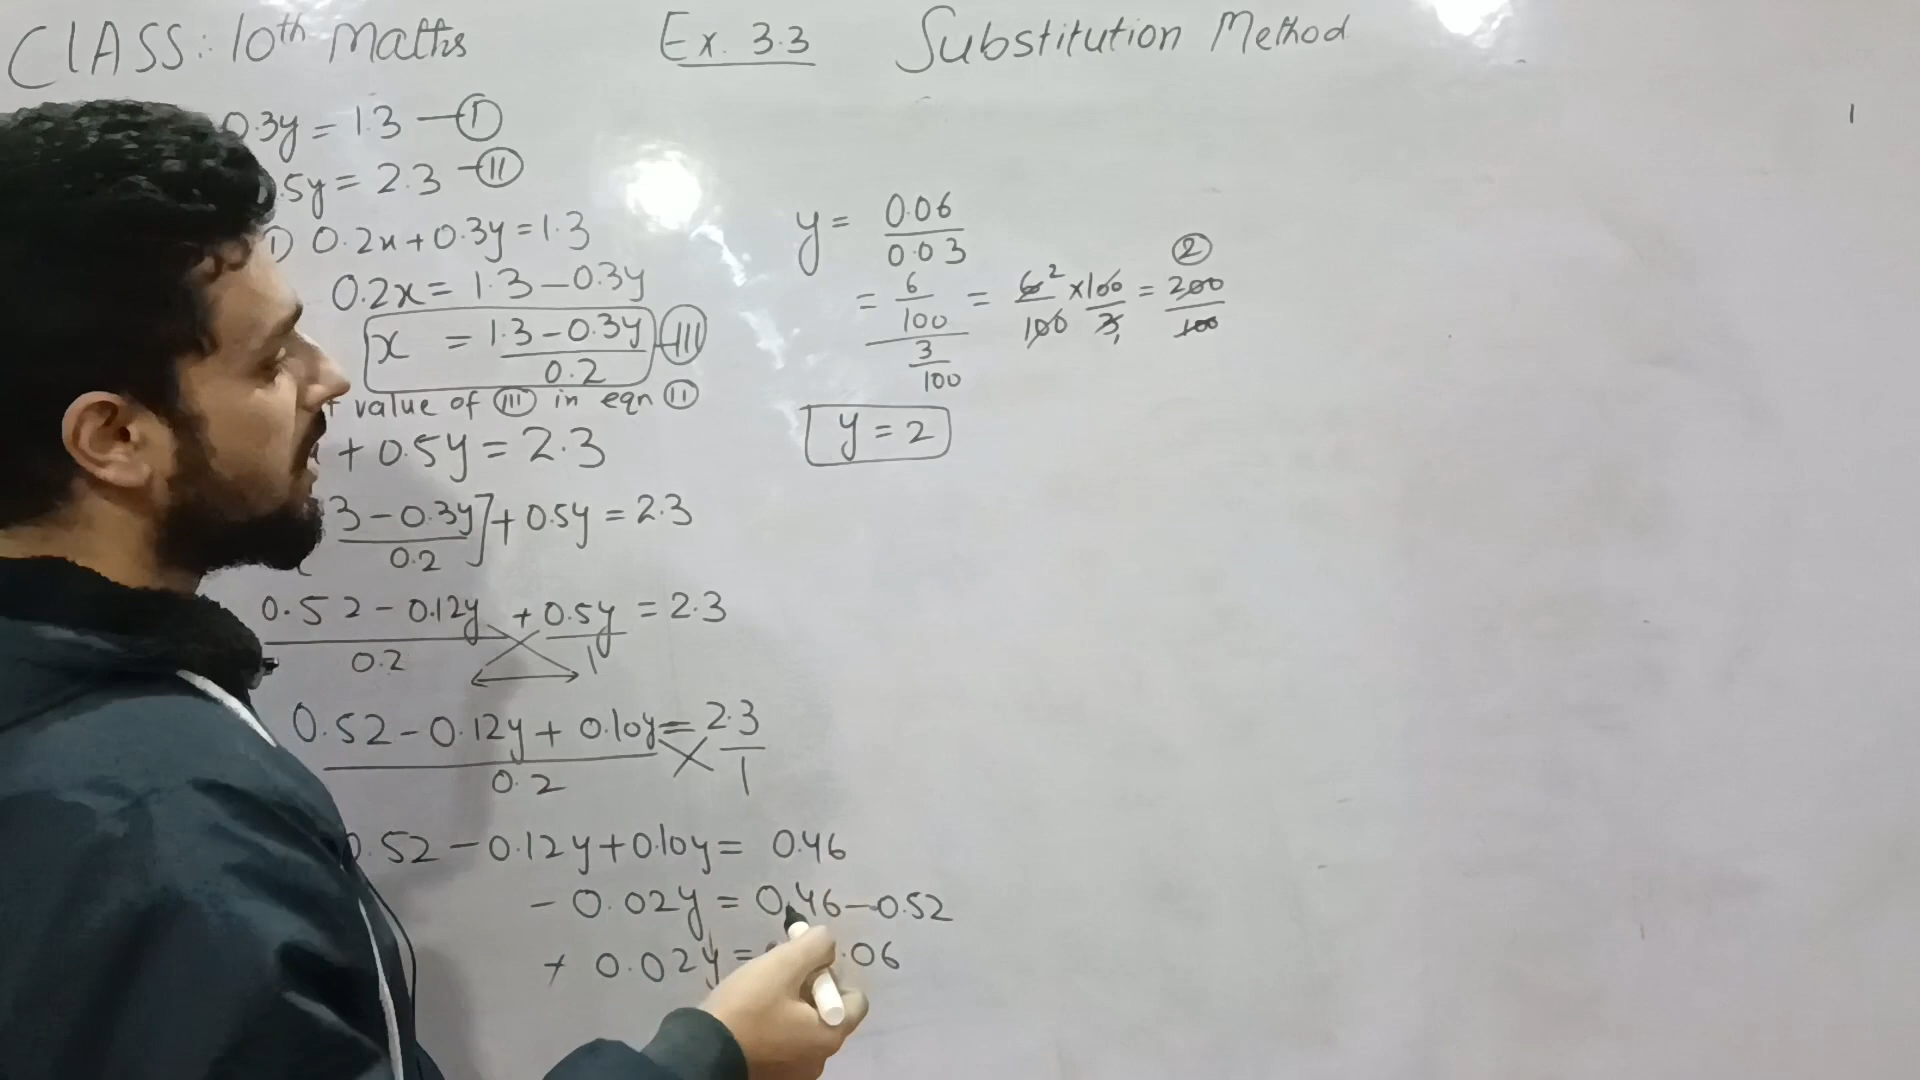 CLASS: 10th Maths Ex. 3.3 Substitution Method
0.3y = 1.3 — I
.5y = 2.3 — II
I) 0.2x + 0.3y = 1.3
0.2x = 1.3 – 0.3y
x = 1.3 – 0.3y / 0.2 III
value of III in eqn II
+ 0.5y = 2.3
3 – 0.3y / 0.2 ] + 0.5y = 2.3
0.52 – 0.12y / 0.2 + 0.5y / 1 = 2.3
0.52 – 0.12y + 0.10y / 0.2 = 2.3 / 1
0.52 – 0.12y + 0.10y = 0.46
– 0.02y = 0.46 – 0.52
+ 0.02y = .06
y = 0.06 / 0.03
= 6/100 / 3/100 = 6 2 / 100 × 100 / 3 1 = 200 / 100 2
y = 2